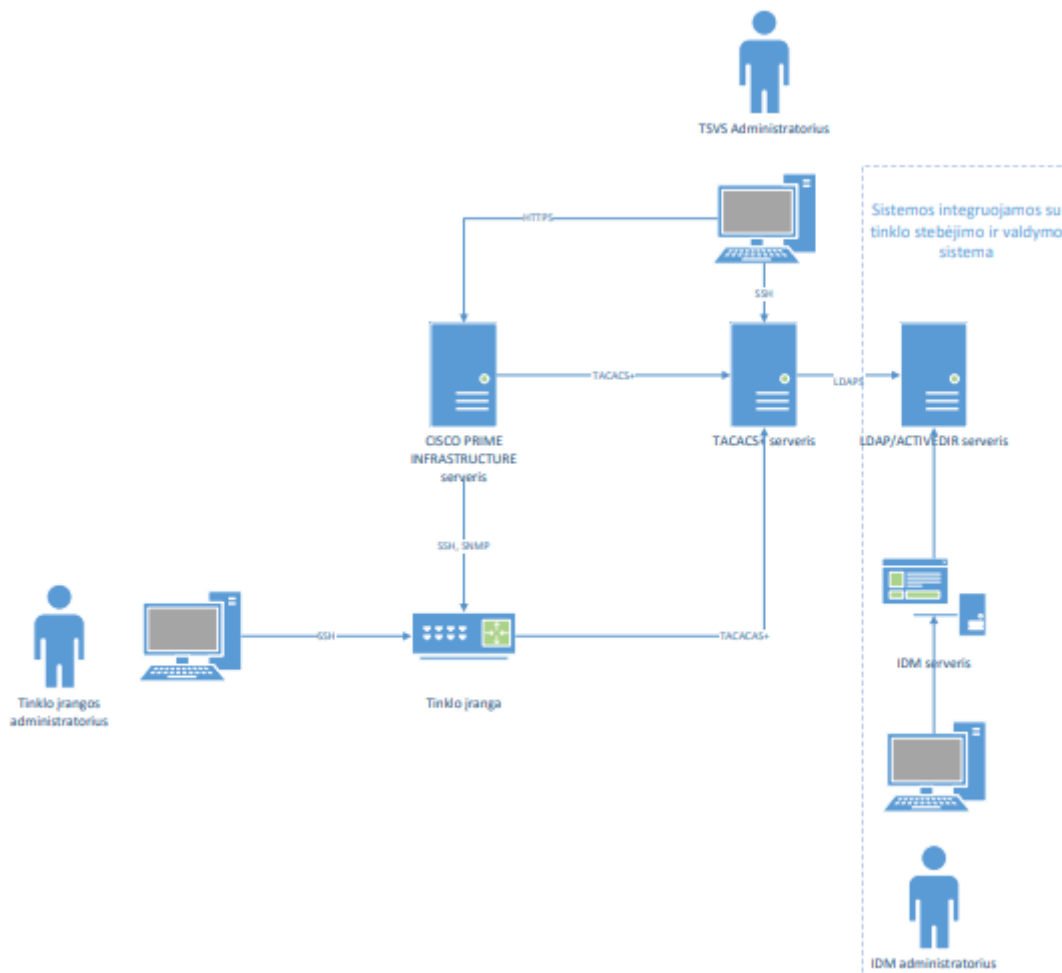 TSVS Administratorius
Sistemos integruojamos su
tinklo stebėjimo ir valdymo
sistema
HTTPS
SSH
TACACS+
LDAPS
CISCO PRIME
INFRASTRUCTURE
serveris
TACACS+ serveris
LDAP/ACTIVEDIR serveris
SSH, SNMP
SSH
TACACAS+
IDM serveris
Tinklo įrangos
administratorius
Tinklo įranga
IDM administratorius